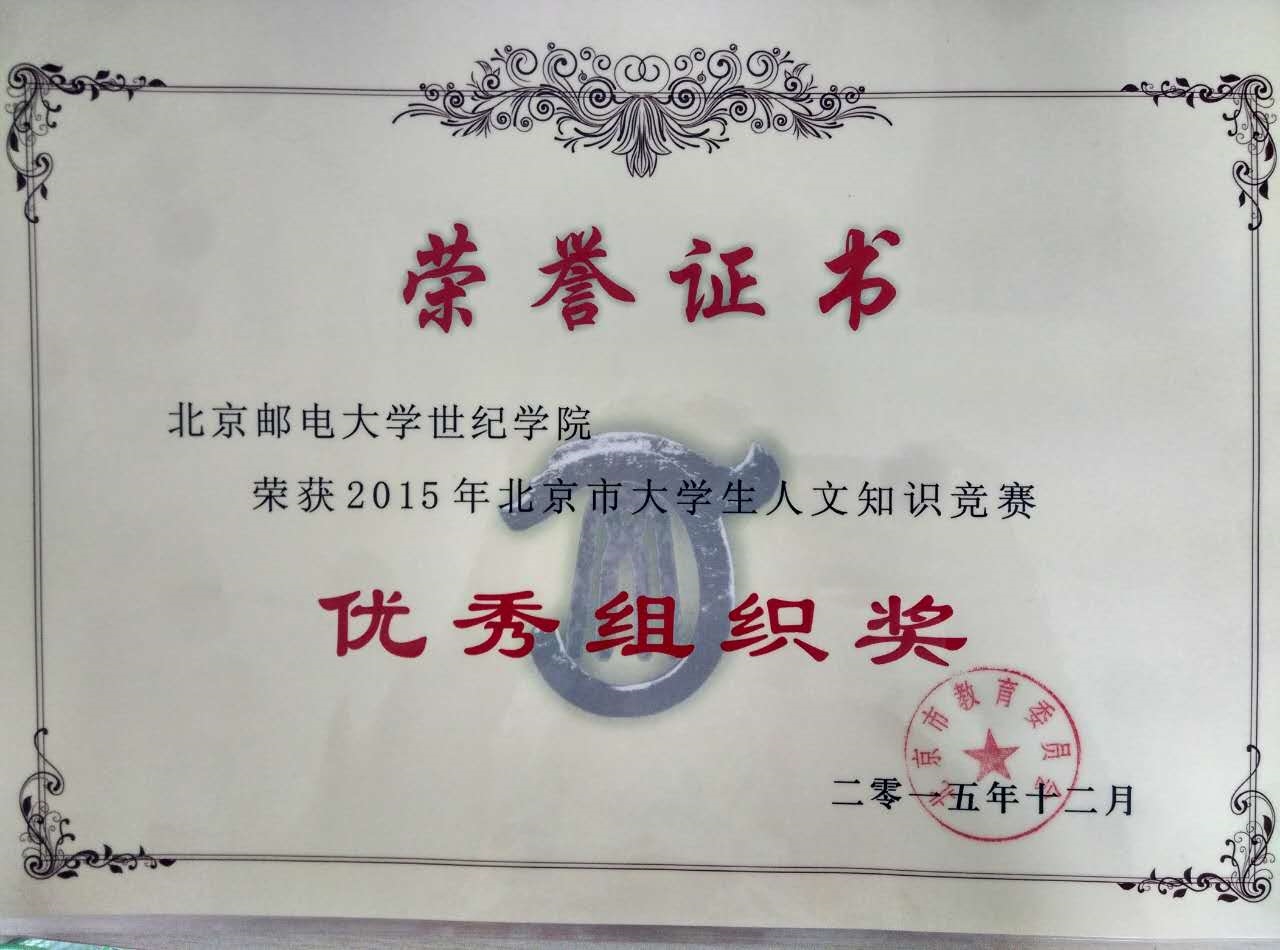 荣誉证书
北京邮电大学世纪学院
荣获2015年北京市大学生人文知识竞赛
优秀组织奖
北京市教育委员会
二零一五年十二月